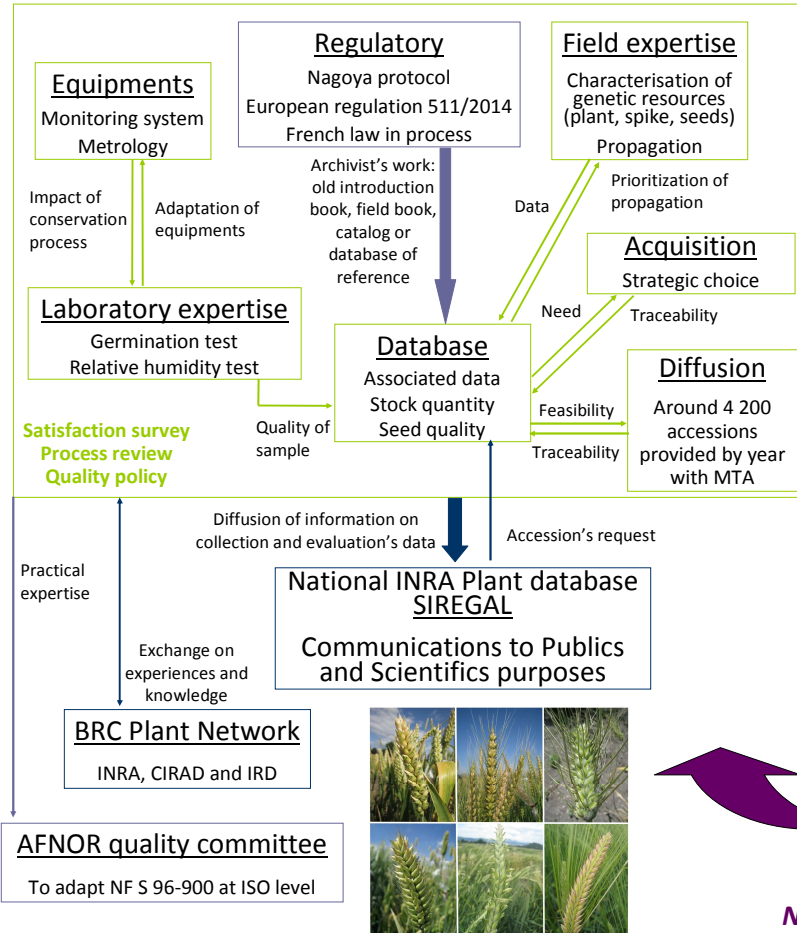 Regulatory
Nagoya protocol
European regulation 511/2014
French law in process
Field expertise
Characterisation of
genetic resources
(plant, spike, seeds)
Propagation
Equipments
Monitoring system
Metrology
Impact of
conservation
process
Adaptation of
equipments
Archivist's work:
old introduction
book, field book,
catalog or
database of
reference
Data
Prioritization of
propagation
Acquisition
Strategic choice
Laboratory expertise
Germination test
Relative humidity test
Need
Traceability
Database
Associated data
Stock quantity
Seed quality
Diffusion
Around 4 200
accessions
provided by year
with MTA
Feasibility
Traceability
Quality of
sample
Satisfaction survey
Process review
Quality policy
Practical
expertise
Diffusion of information on
collection and evaluation's data
Accession's request
National INRA Plant database
SIREGAL
Communications to Publics
and Scientifics purposes
Exchange on
experiences and
knowledge
BRC Plant Network
INRA, CIRAD and IRD
AFNOR quality committee
To adapt NF S 96-900 at ISO level
N